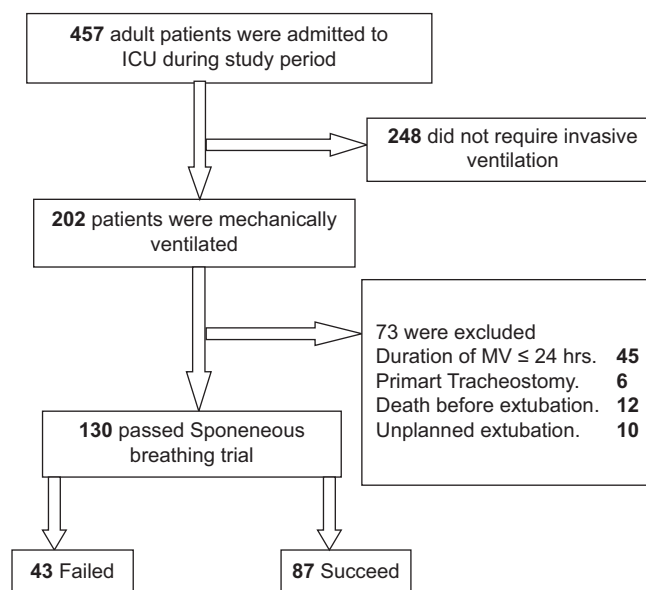 457 adult patients were admitted to
ICU during study period
248 did not require invasive
ventilation
202 patients were mechanically
ventilated
73 were excluded
Duration of MV ≤ 24 hrs. 45
Primart Tracheostomy. 6
Death before extubation. 12
Unplanned extubation. 10
130 passed Sponeneous
breathing trial
43 Failed
87 Succeed